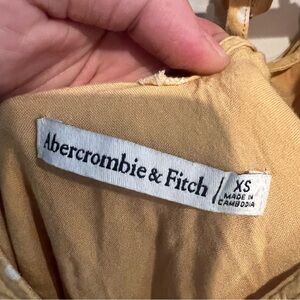 Abercrombie & Fitch
XS
MADE IN
CAMBODIA